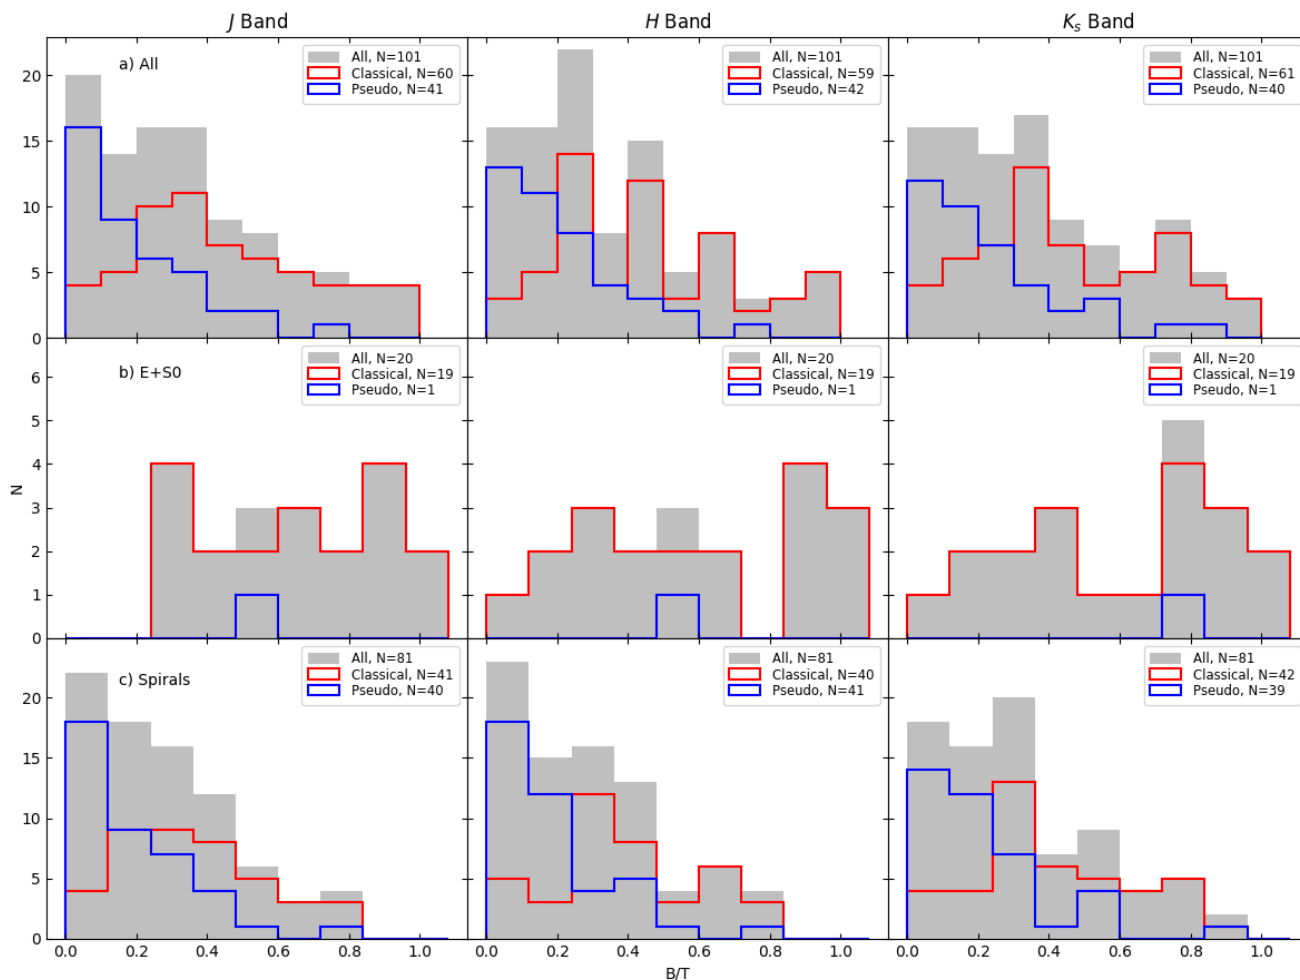 J Band
H Band
Ks Band
a) All
All, N=101
Classical, N=60
Pseudo, N=41
All, N=101
Classical, N=59
Pseudo, N=42
All, N=101
Classical, N=61
Pseudo, N=40
20
15
10
5
0
b) E+S0
All, N=20
Classical, N=19
Pseudo, N=1
All, N=20
Classical, N=19
Pseudo, N=1
All, N=20
Classical, N=19
Pseudo, N=1
6
5
4
3
2
1
0
N
c) Spirals
All, N=81
Classical, N=41
Pseudo, N=40
All, N=81
Classical, N=40
Pseudo, N=41
All, N=81
Classical, N=42
Pseudo, N=39
20
15
10
5
0
0.0 0.2 0.4 0.6 0.8 1.0
0.0 0.2 0.4 0.6 0.8 1.0
0.0 0.2 0.4 0.6 0.8 1.0
B/T